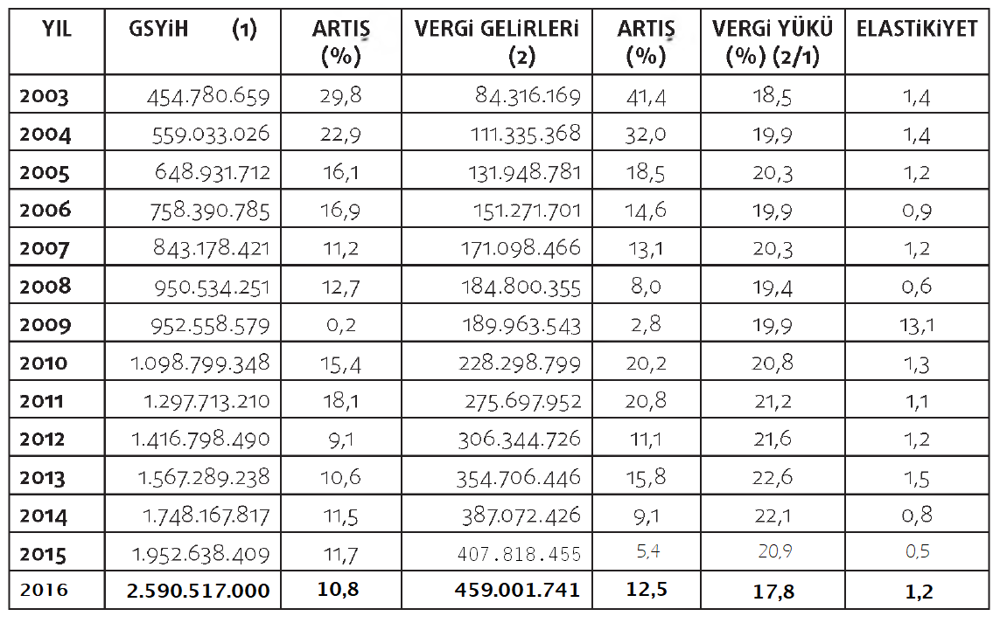 YIL GSYİH (1) ARTIŞ (%) VERGİ GELİRLERİ (2) ARTIŞ (%) VERGİ YÜKÜ (%) (2/1) ELASTİKİYET
2003 454.780.659 29,8 84.316.169 41,4 18,5 1,4
2004 559.033.026 22,9 111.335.368 32,0 19,9 1,4
2005 648.931.712 16,1 131.948.781 18,5 20,3 1,2
2006 758.390.785 16,9 151.271.701 14,6 19,9 0,9
2007 843.178.421 11,2 171.098.466 13,1 20,3 1,2
2008 950.534.251 12,7 184.800.355 8,0 19,4 0,6
2009 952.558.579 0,2 189.963.543 2,8 19,9 13,1
2010 1.098.799.348 15,4 228.298.799 20,2 20,8 1,3
2011 1.297.713.210 18,1 275.697.952 20,8 21,2 1,1
2012 1.416.798.490 9,1 306.344.726 11,1 21,6 1,2
2013 1.567.289.238 10,6 354.706.446 15,8 22,6 1,5
2014 1.748.167.817 11,5 387.072.426 9,1 22,1 0,8
2015 1.952.638.409 11,7 407.818.455 5,4 20,9 0,5
2016 2.590.517.000 10,8 459.001.741 12,5 17,8 1,2